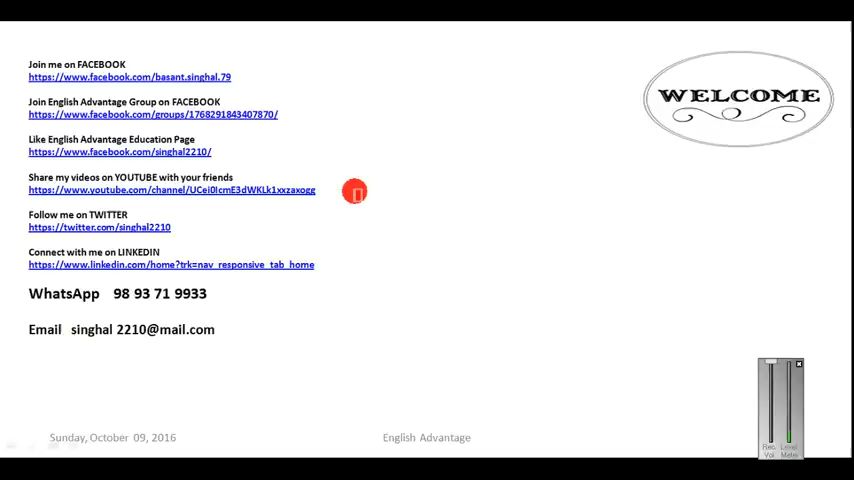 Join me on FACEBOOK
https://www.facebook.com/basant.singhal.79
Join English Advantage Group on FACEBOOK
https://www.facebook.com/groups/1768291843407870/
Like English Advantage Education Page
https://www.facebook.com/singhal2210/
Share my videos on YOUTUBE with your friends
https://www.youtube.com/channel/UCei0IcmE3dWKLk1xxzaxogg
Follow me on TWITTER
https://twitter.com/singhal2210
Connect with me on LINKEDIN
https://www.linkedin.com/home?trk=nav_responsive_tab_home
WhatsApp 98 93 71 9933
Email singhal 2210@mail.com
WELCOME
Sunday, October 09, 2016
English Advantage
Rec. Level
Vol Meter